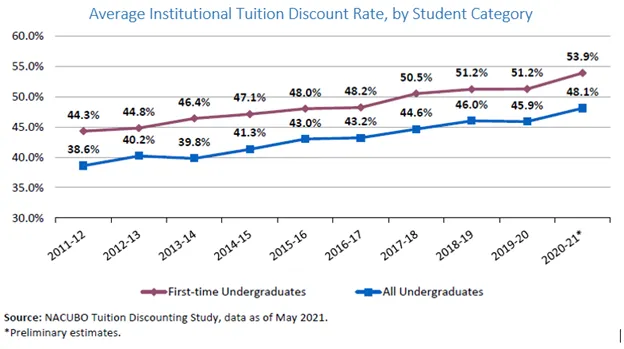 Average Institutional Tuition Discount Rate, by Student Category
60.0%
55.0%
50.0%
45.0%
40.0%
35.0%
30.0%
44.3% 44.8% 46.4% 47.1% 48.0% 48.2% 50.5% 51.2% 51.2% 53.9%
38.6% 40.2% 39.8% 41.3% 43.0% 43.2% 44.6% 46.0% 45.9% 48.1%
2011-12 2012-13 2013-14 2014-15 2015-16 2016-17 2017-18 2018-19 2019-20 2020-21*
First-time Undergraduates All Undergraduates
Source: NACUBO Tuition Discounting Study, data as of May 2021.
*Preliminary estimates.